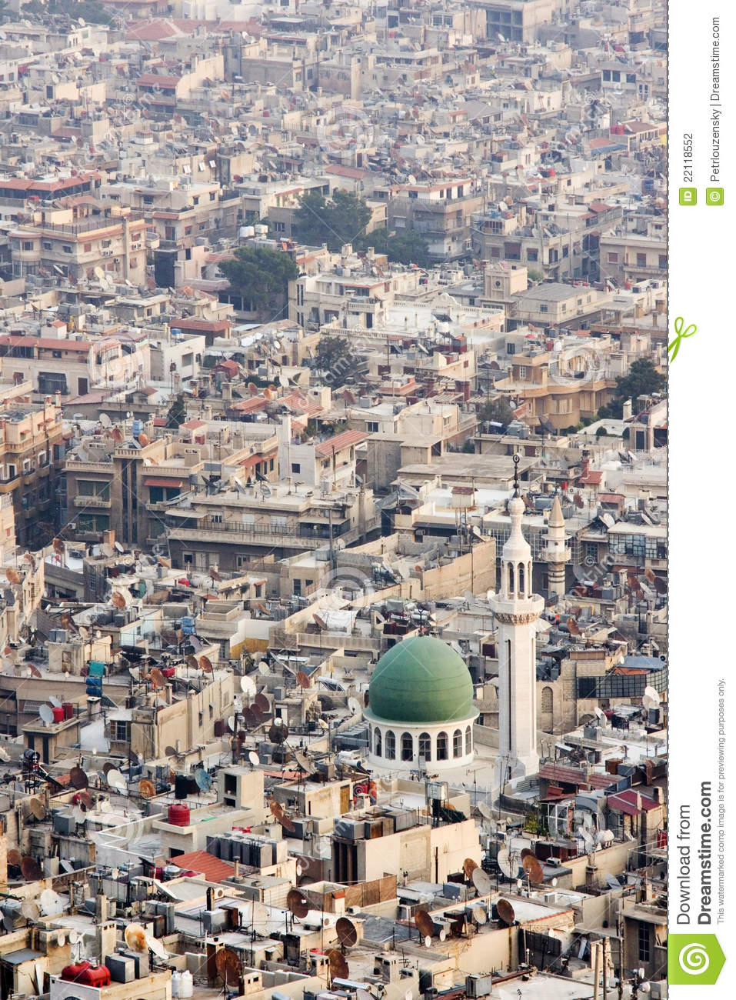 Petrlouzensky | Dreamstime.com
22118552
ID
©
This watermarked comp image is for previewing purposes only.
Download from
Dreamstime.com